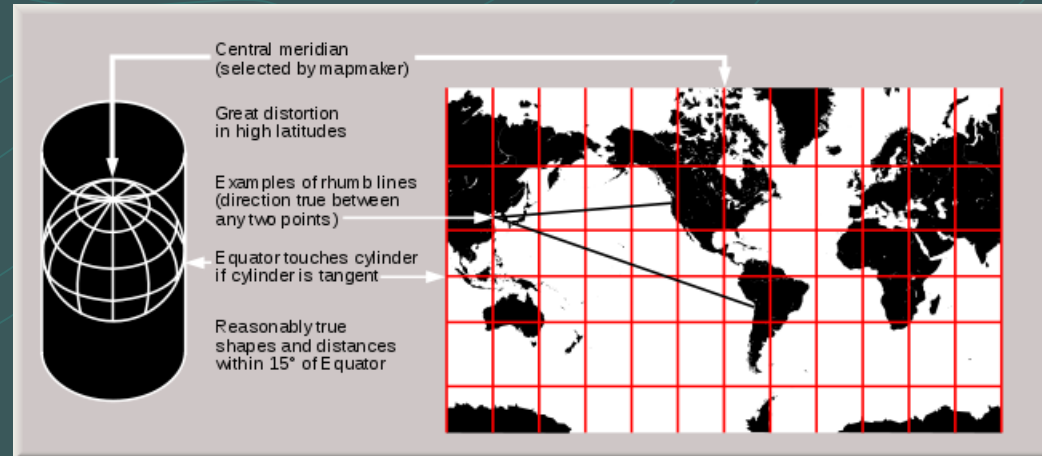 Central meridian
(selected by mapmaker)
Great distortion
in high latitudes
Examples of rhumb lines
(direction true between
any two points)
Equator touches cylinder
if cylinder is tangent
Reasonably true
shapes and distances
within 15° of Equator